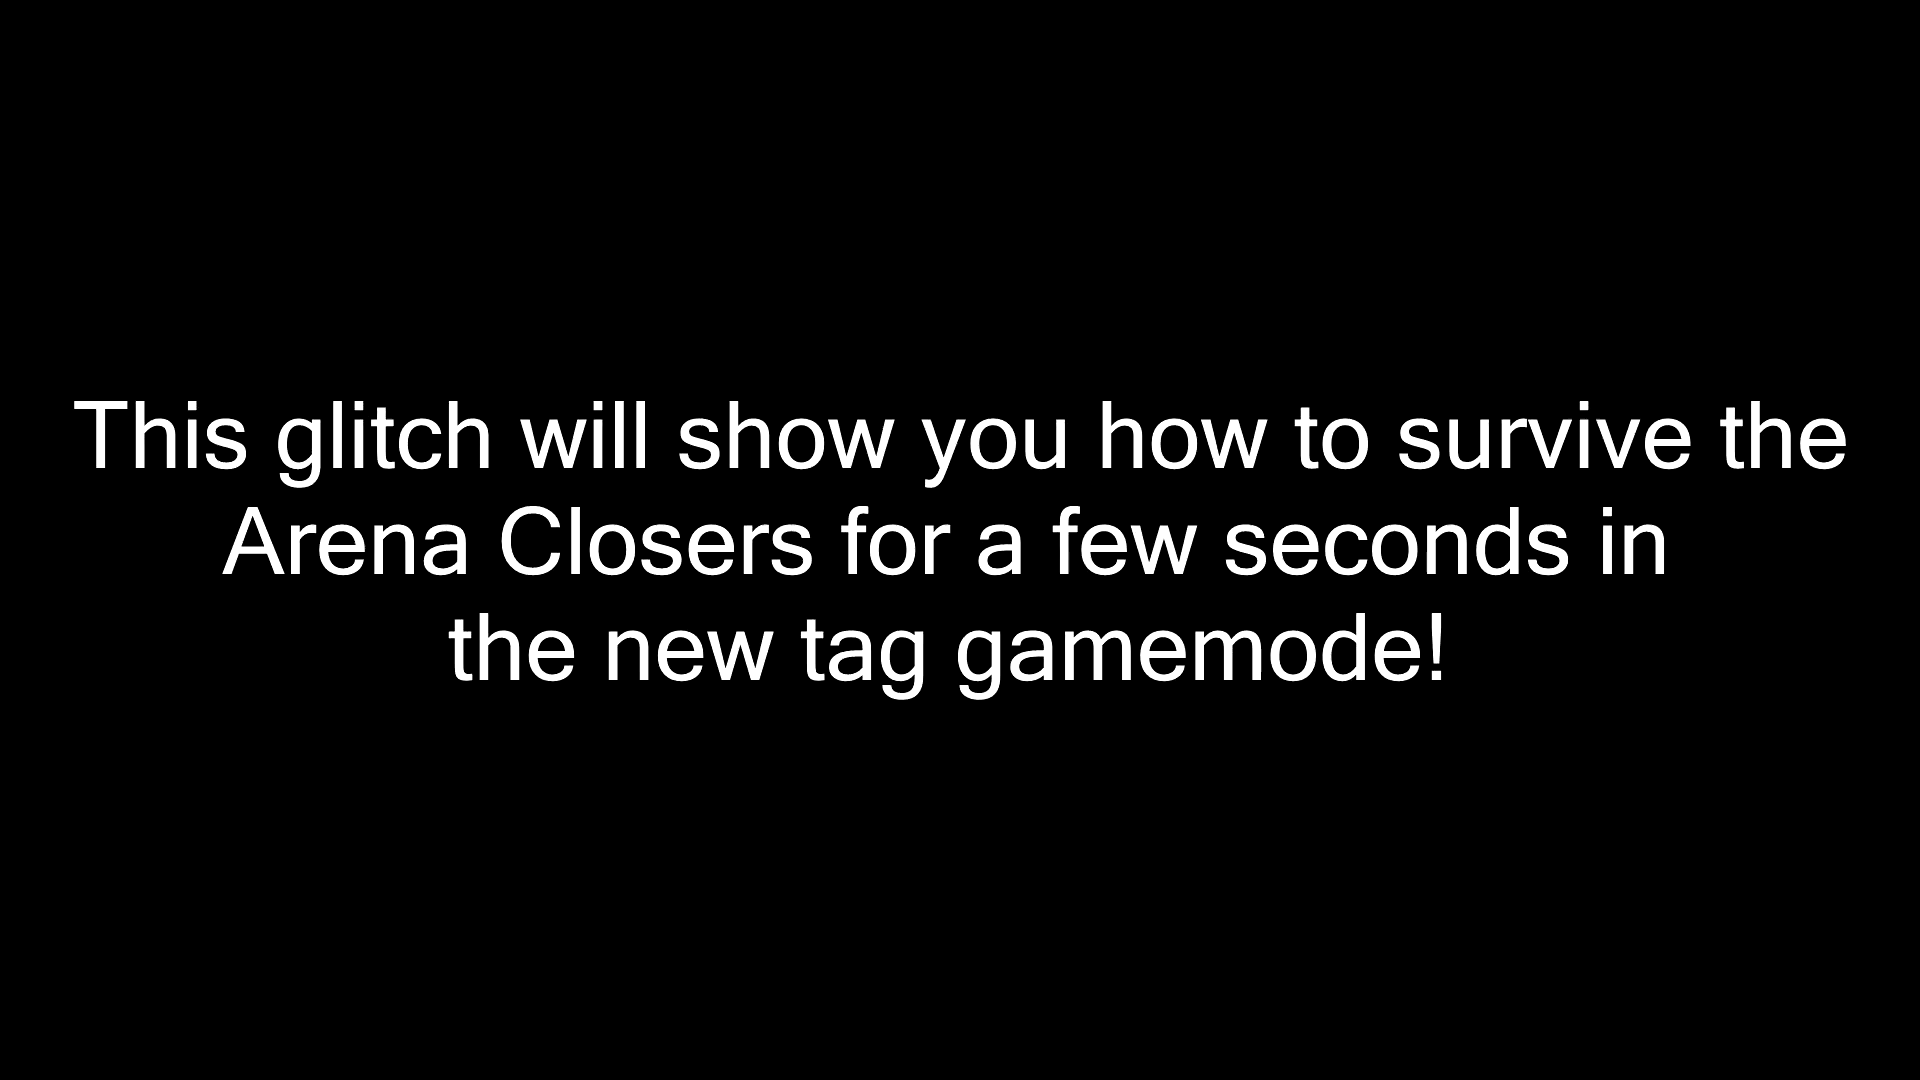 This glitch will show you how to survive the
Arena Closers for a few seconds in
the new tag gamemode!